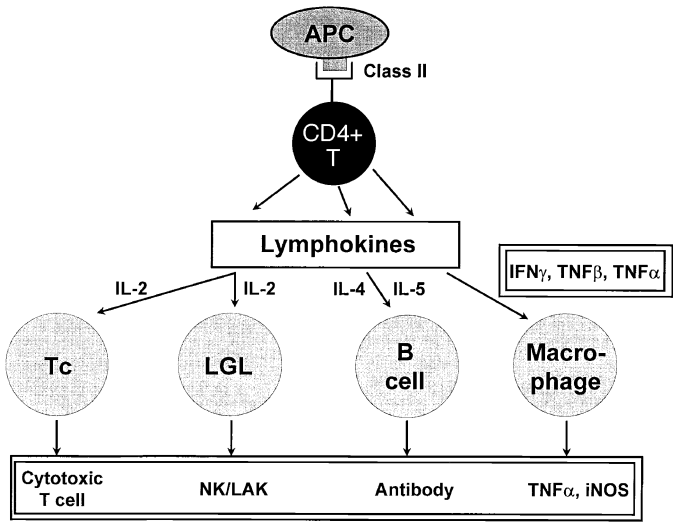 APC
Class II
CD4+
T
Lymphokines
IFNγ, TNFβ, TNFα
IL-2
IL-2
IL-4
IL-5
Tc
LGL
B
cell
Macro-
phage
Cytotoxic
T cell
NK/LAK
Antibody
TNFα, iNOS